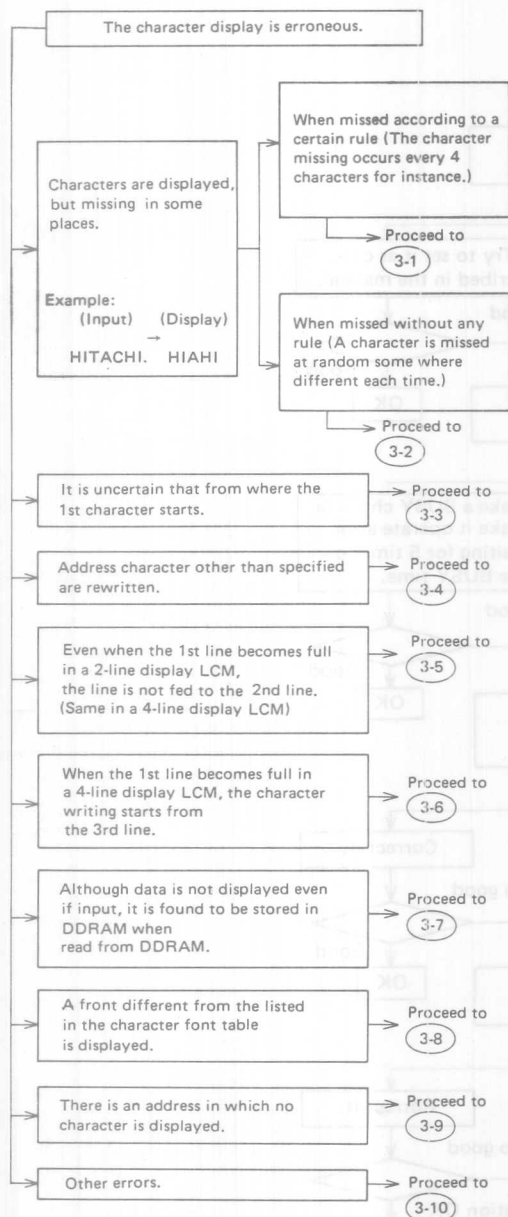 The character display is erroneous.
Characters are displayed,
but missing in some
places.
Example:
(Input) (Display)
→
HITACHI. HIAHI
When missed according to a
certain rule (The character
missing occurs every 4
characters for instance.)
Proceed to
3-1
When missed without any
rule (A character is missed
at random some where
different each time.)
Proceed to
3-2
It is uncertain that from where the
1st character starts.
Proceed to
3-3
Address character other than specified
are rewritten.
Proceed to
3-4
Even when the 1st line becomes full
in a 2-line display LCM,
the line is not fed to the 2nd line.
(Same in a 4-line display LCM)
Proceed to
3-5
When the 1st line becomes full in
a 4-line display LCM, the character
writing starts from
the 3rd line.
Proceed to
3-6
Although data is not displayed even
if input, it is found to be stored in
DDRAM when
read from DDRAM.
Proceed to
3-7
A front different from the listed
in the character font table
is displayed.
Proceed to
3-8
There is an address in which no
character is displayed.
Proceed to
3-9
Other errors.
Proceed to
3-10